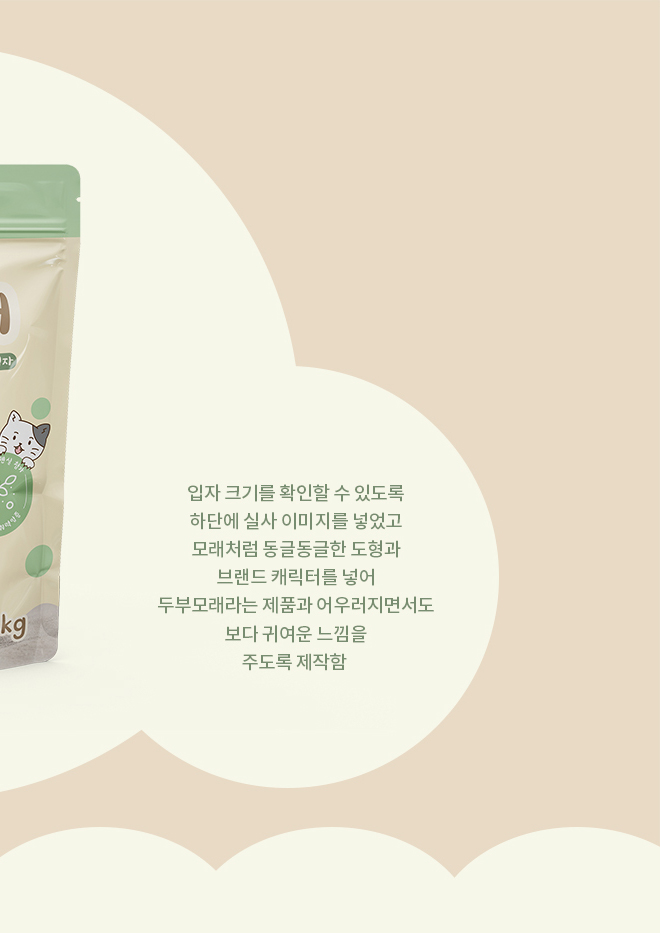 자
kg
입자 크기를 확인할 수 있도록
하단에 실사 이미지를 넣었고
모래처럼 동글동글한 도형과
브랜드 캐릭터를 넣어
두부모래라는 제품과 어우러지면서도
보다 귀여운 느낌을
주도록 제작함